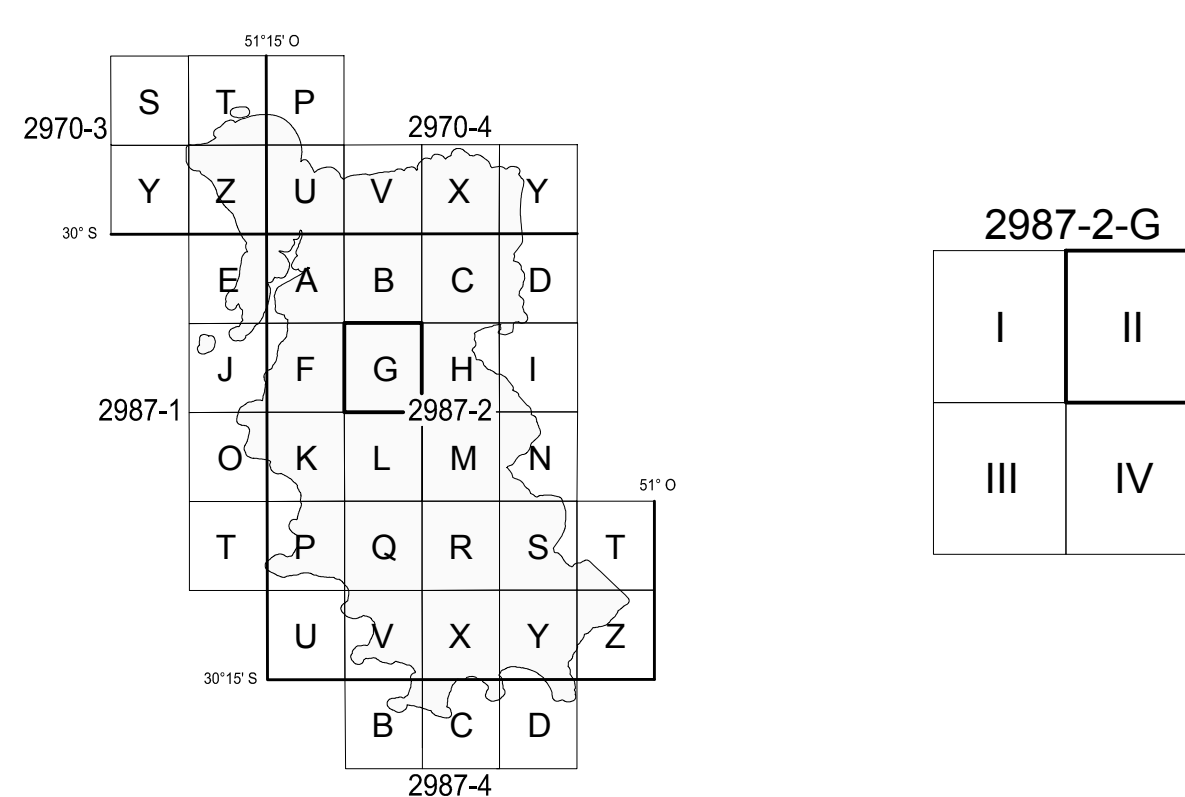 51°15' O
S T P
2970-3 2970-4
Y Z U V X Y
30° S
E A B C D
J F G H I
2987-1 2987-2
O K L M N
51° O
T P Q R S T
U V X Y Z
30°15' S
B C D
2987-4
2987-2-G
I II
III IV